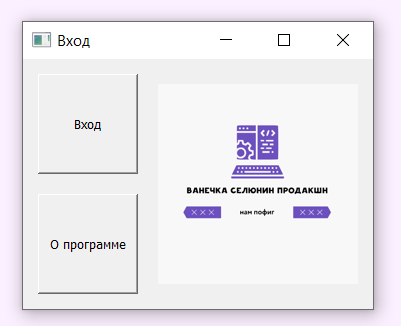 Вход
Вход
О программе
ВАНЕЧКА СЕЛЮНИН ПРОДАКШН
нам пофиг